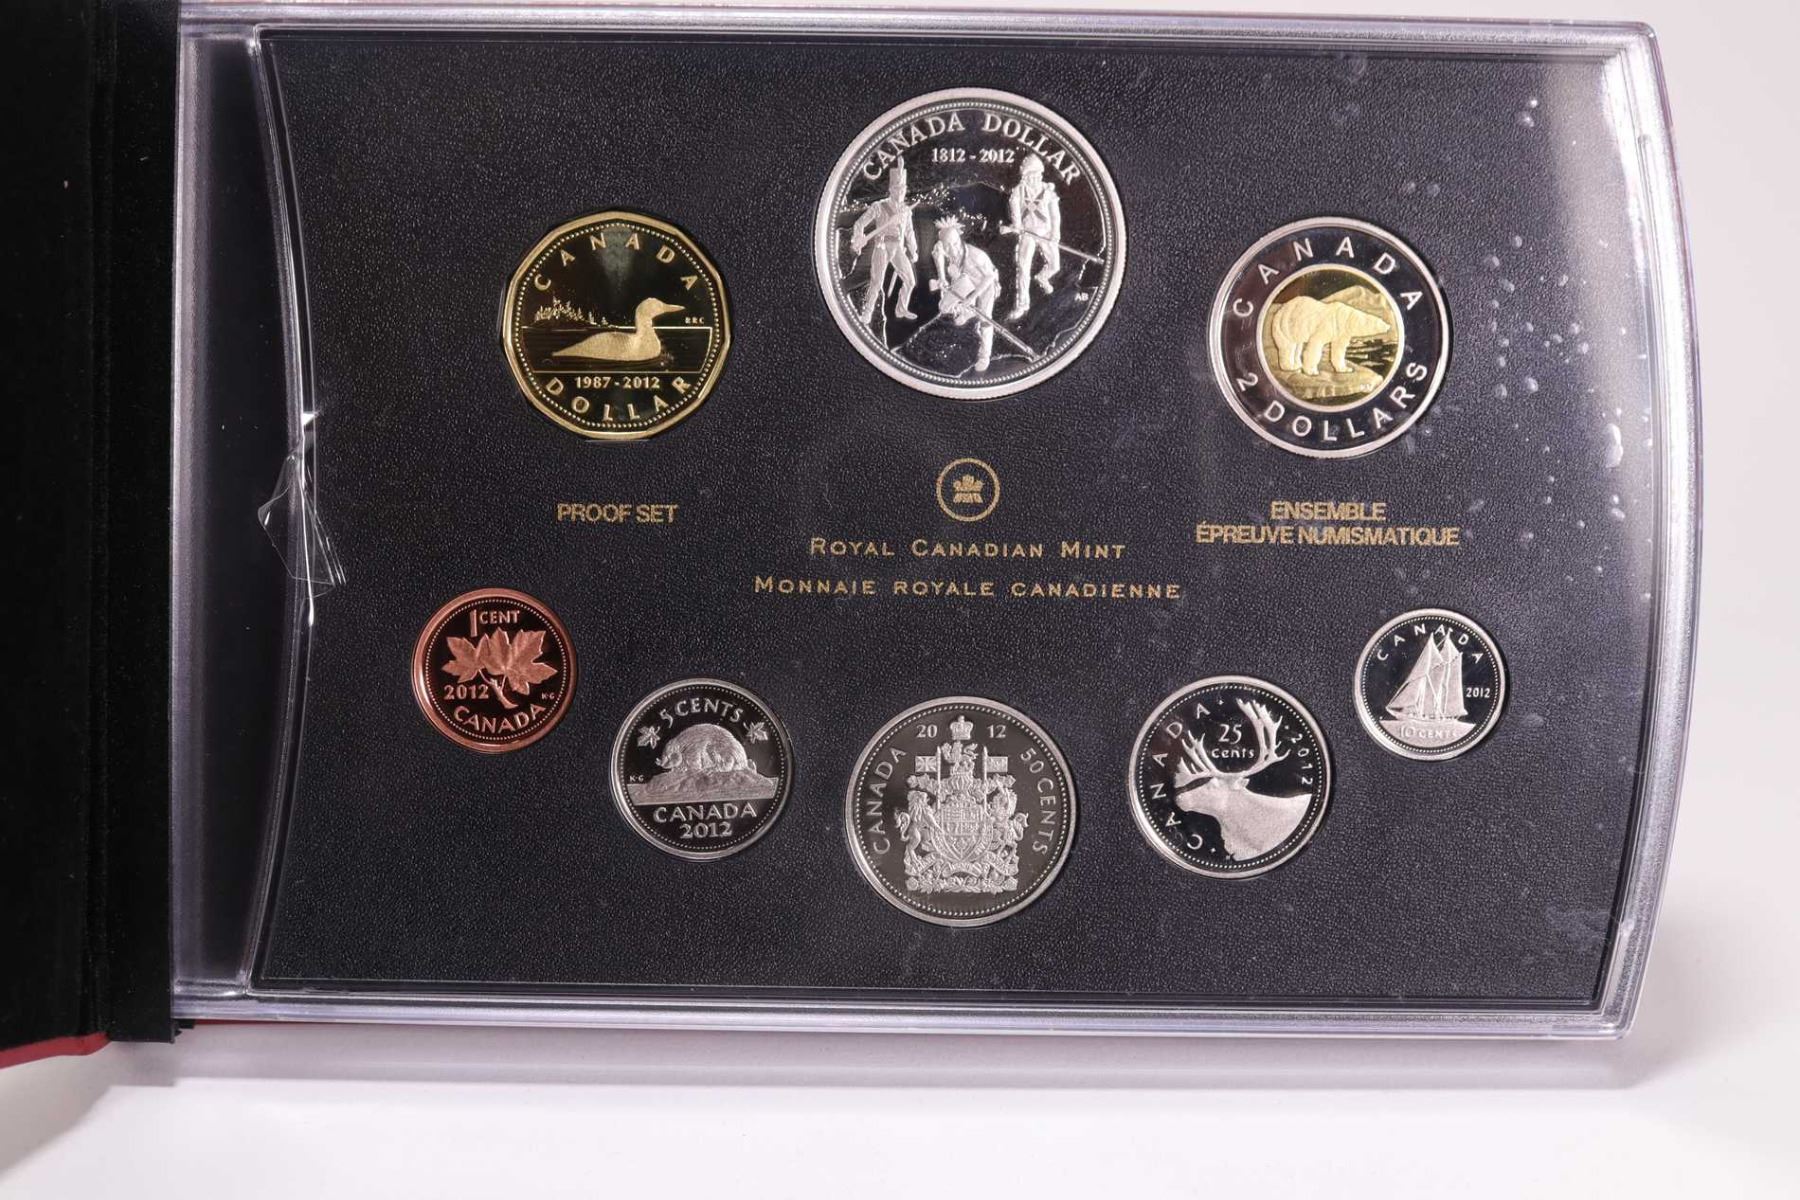 CANADA DOLLAR
1812 - 2012
AB
CANADA
RRC
1987 - 2012
DOLLAR
CANADA
2 DOLLARS
PROOF SET
ROYAL CANADIAN MINT
MONNAIE ROYALE CANADIENNE
ENSEMBLE
ÉPREUVE NUMISMATIQUE
1 CENT
2012
K·G
CANADA
5 CENTS
K·G
CANADA
2012
20 12
CANADA
50 CENTS
CANADA
25
Cents
2012
CANADA
2012
10 CENTS